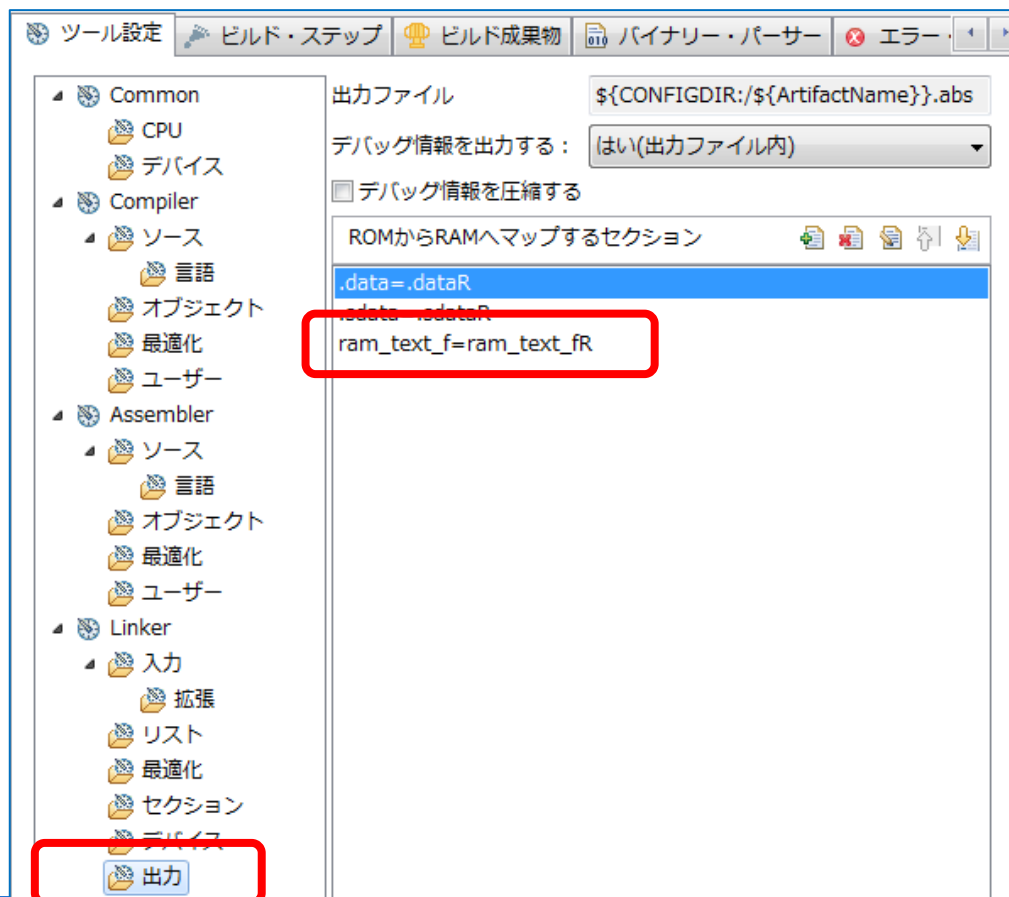 ツール設定 ビルド・ステップ ビルド成果物 バイナリー・パーサー エラー・
Common
CPU
デバイス
Compiler
ソース
言語
オブジェクト
最適化
ユーザー
Assembler
ソース
言語
オブジェクト
最適化
ユーザー
Linker
入力
拡張
リスト
最適化
セクション
デバイス
出力
出力ファイル ${CONFIGDIR:/${ArtifactName}}.abs
デバッグ情報を出力する： はい(出力ファイル内)
デバッグ情報を圧縮する
ROMからRAMへマップするセクション
.data=.dataR
.sdata=.sdataR
ram_text_f=ram_text_fR